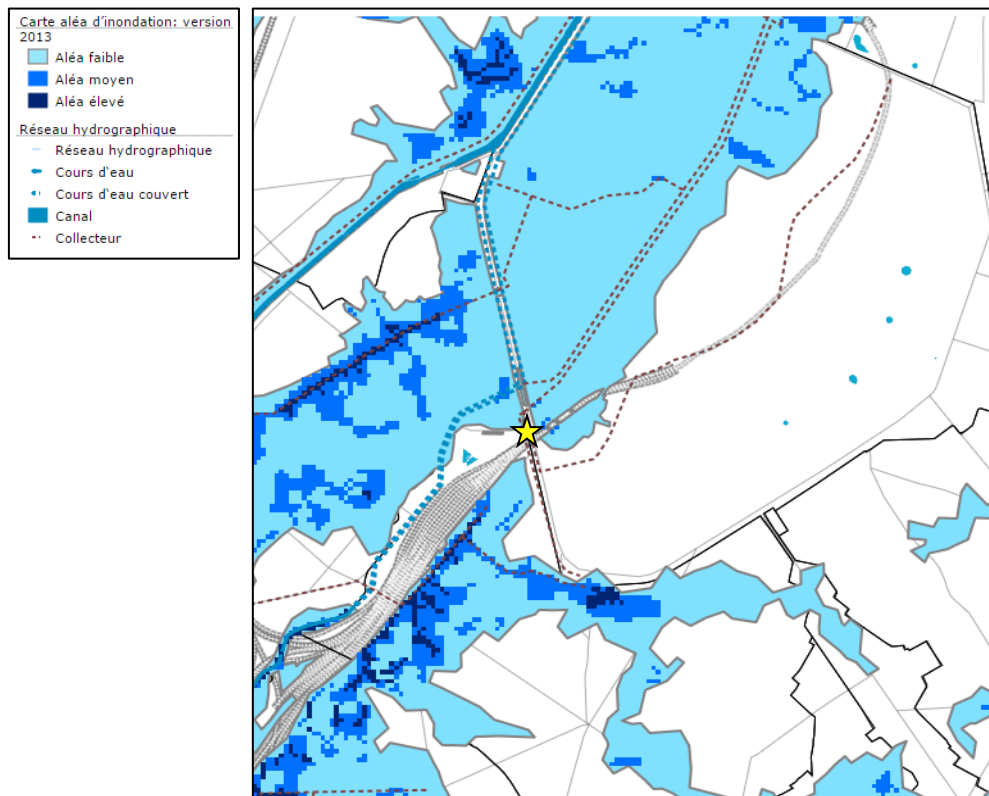 Carte aléa d'inondation: version
2013
Aléa faible
Aléa moyen
Aléa élevé
Réseau hydrographique
Réseau hydrographique
Cours d'eau
Cours d'eau couvert
Canal
Collecteur